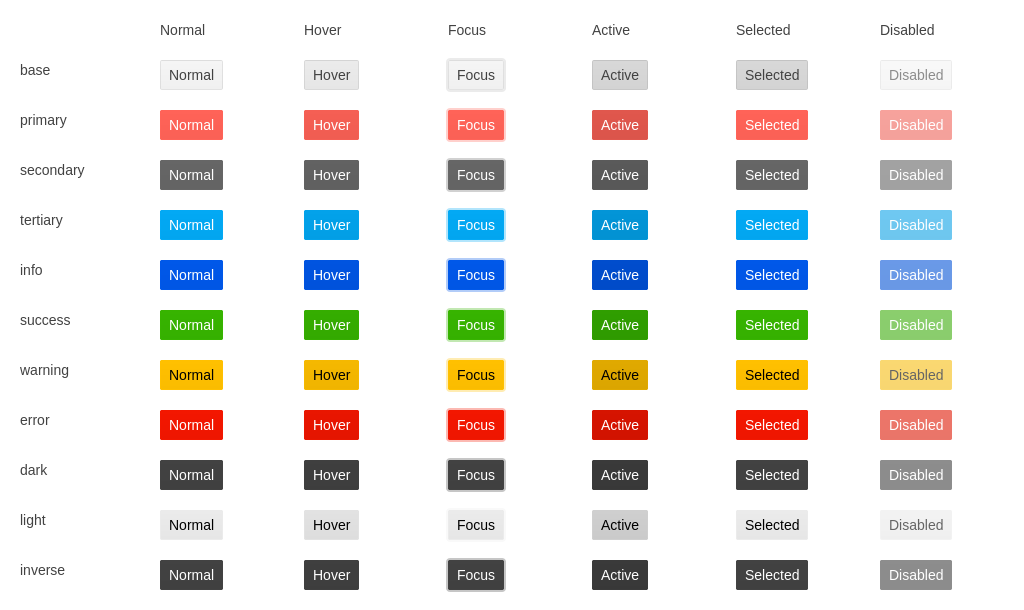 Normal Hover Focus Active Selected Disabled
base Normal Hover Focus Active Selected Disabled
primary Normal Hover Focus Active Selected Disabled
secondary Normal Hover Focus Active Selected Disabled
tertiary Normal Hover Focus Active Selected Disabled
info Normal Hover Focus Active Selected Disabled
success Normal Hover Focus Active Selected Disabled
warning Normal Hover Focus Active Selected Disabled
error Normal Hover Focus Active Selected Disabled
dark Normal Hover Focus Active Selected Disabled
light Normal Hover Focus Active Selected Disabled
inverse Normal Hover Focus Active Selected Disabled